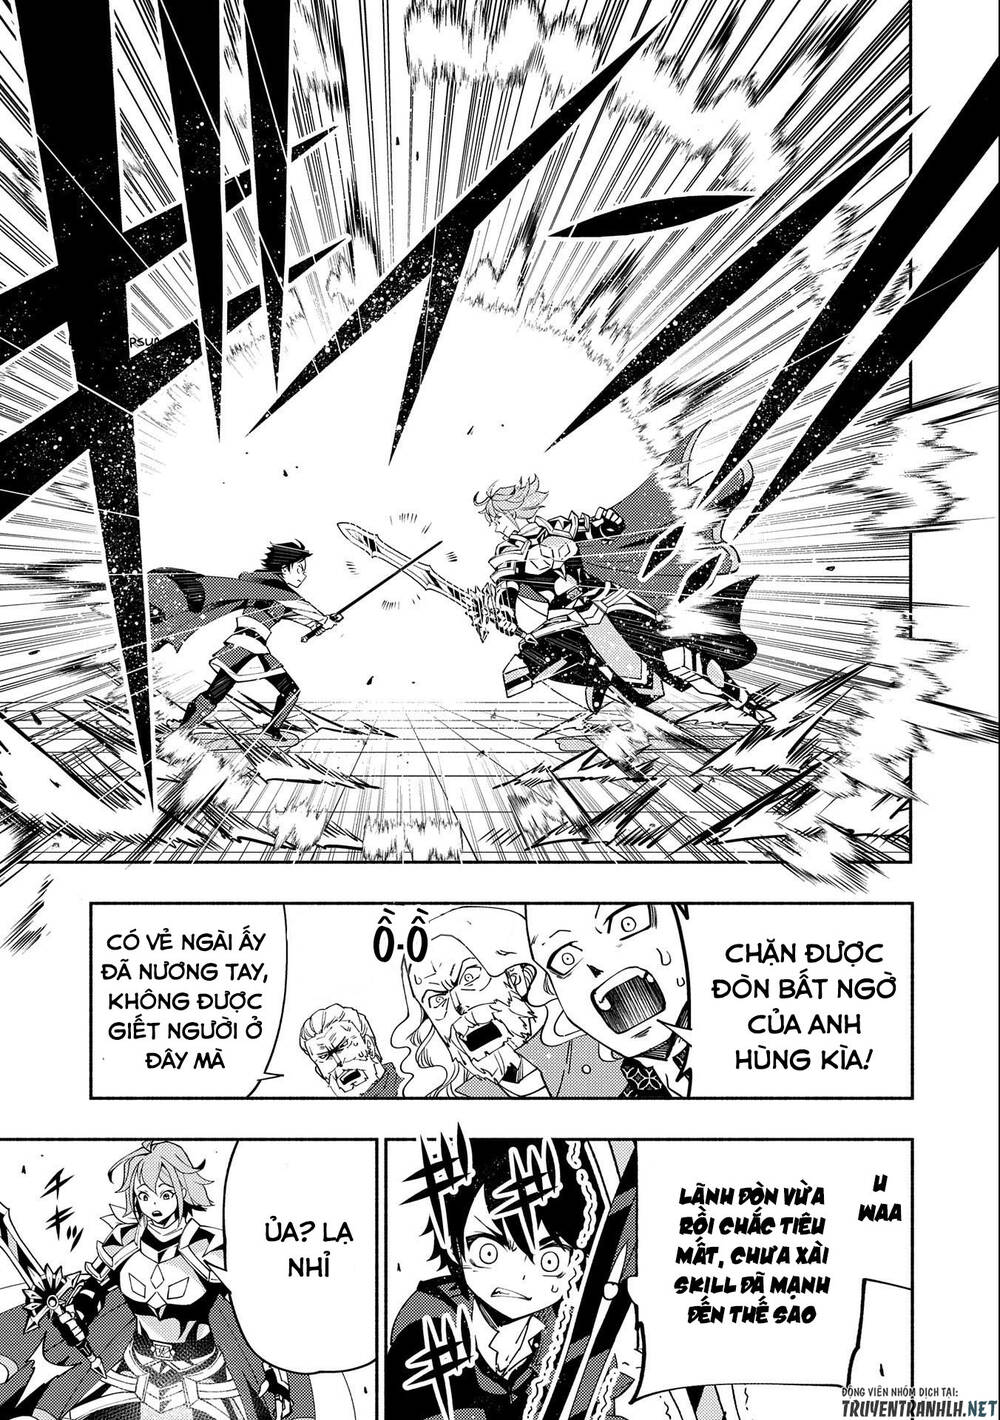 PSU
CHẶN ĐƯỢC
ĐÒN BẤT NGỜ
CỦA ANH
HÙNG KÌA!
Ồ-Ồ
CÓ VẺ NGÀI ẤY
ĐÃ NƯƠNG TAY,
KHÔNG ĐƯỢC
GIẾT NGƯỜI Ở
ĐÂY MÀ
U
WAA
LÃNH ĐÒN VỪA
RỒI CHẮC TIÊU
MẤT, CHƯA XÀI
SKILL ĐÃ MẠNH
ĐẾN THẾ SAO
ỦA? LẠ
NHỈ
ĐỘNG VIÊN NHÓM DỊCH TẠI:
TRUYENTRANHLH.NET